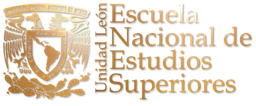 Unidad León
Escuela
Nacional de
Estudios
Superiores